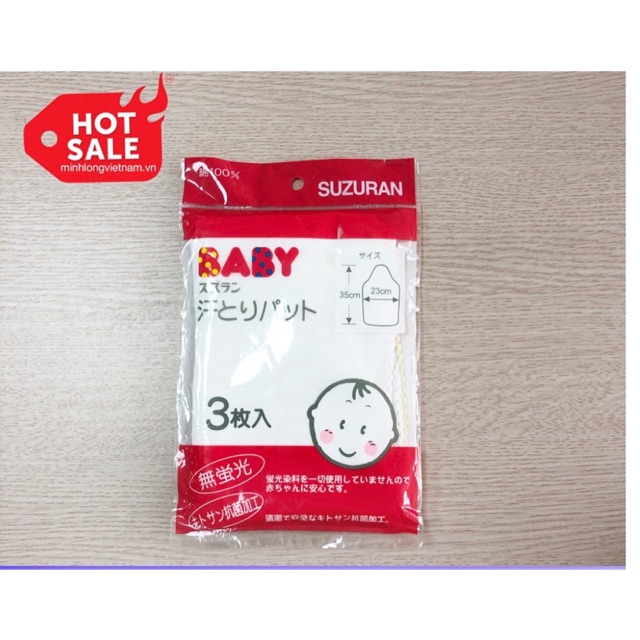 HOT
SALE
minhlongvietnam.vn
綿100%
SUZURAN
BABY
スズラン
汗とりパット
サイズ
35cm
23cm
3枚入
無蛍光
蛍光染料を一切使用していませんので
赤ちゃんに安心です。
キトサン抗菌加工
清潔で安全なキトサン抗菌加工。